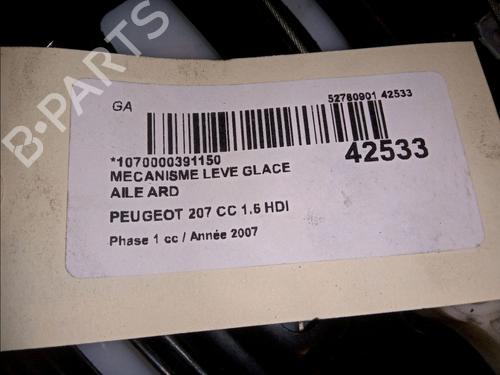 GA
52780901 42533
*1070000391150
42533
MECANISME LEVE GLACE
AILE ARD
PEUGEOT 207 CC 1.6 HDI
Phase 1 cc / Année 2007
B-PARTS